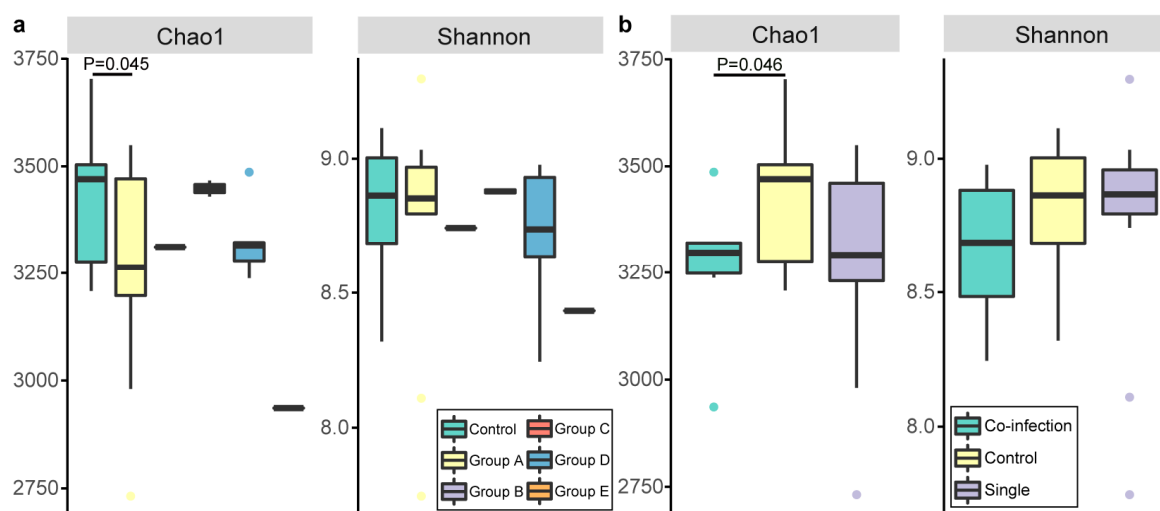 a
Chao1
Shannon
3750
3500
3250
3000
2750
P=0.045
9.0
8.5
8.0
Control
Group A
Group B
Group C
Group D
Group E
b
Chao1
Shannon
3750
3500
3250
3000
2750
P=0.046
9.0
8.5
8.0
Co-infection
Control
Single